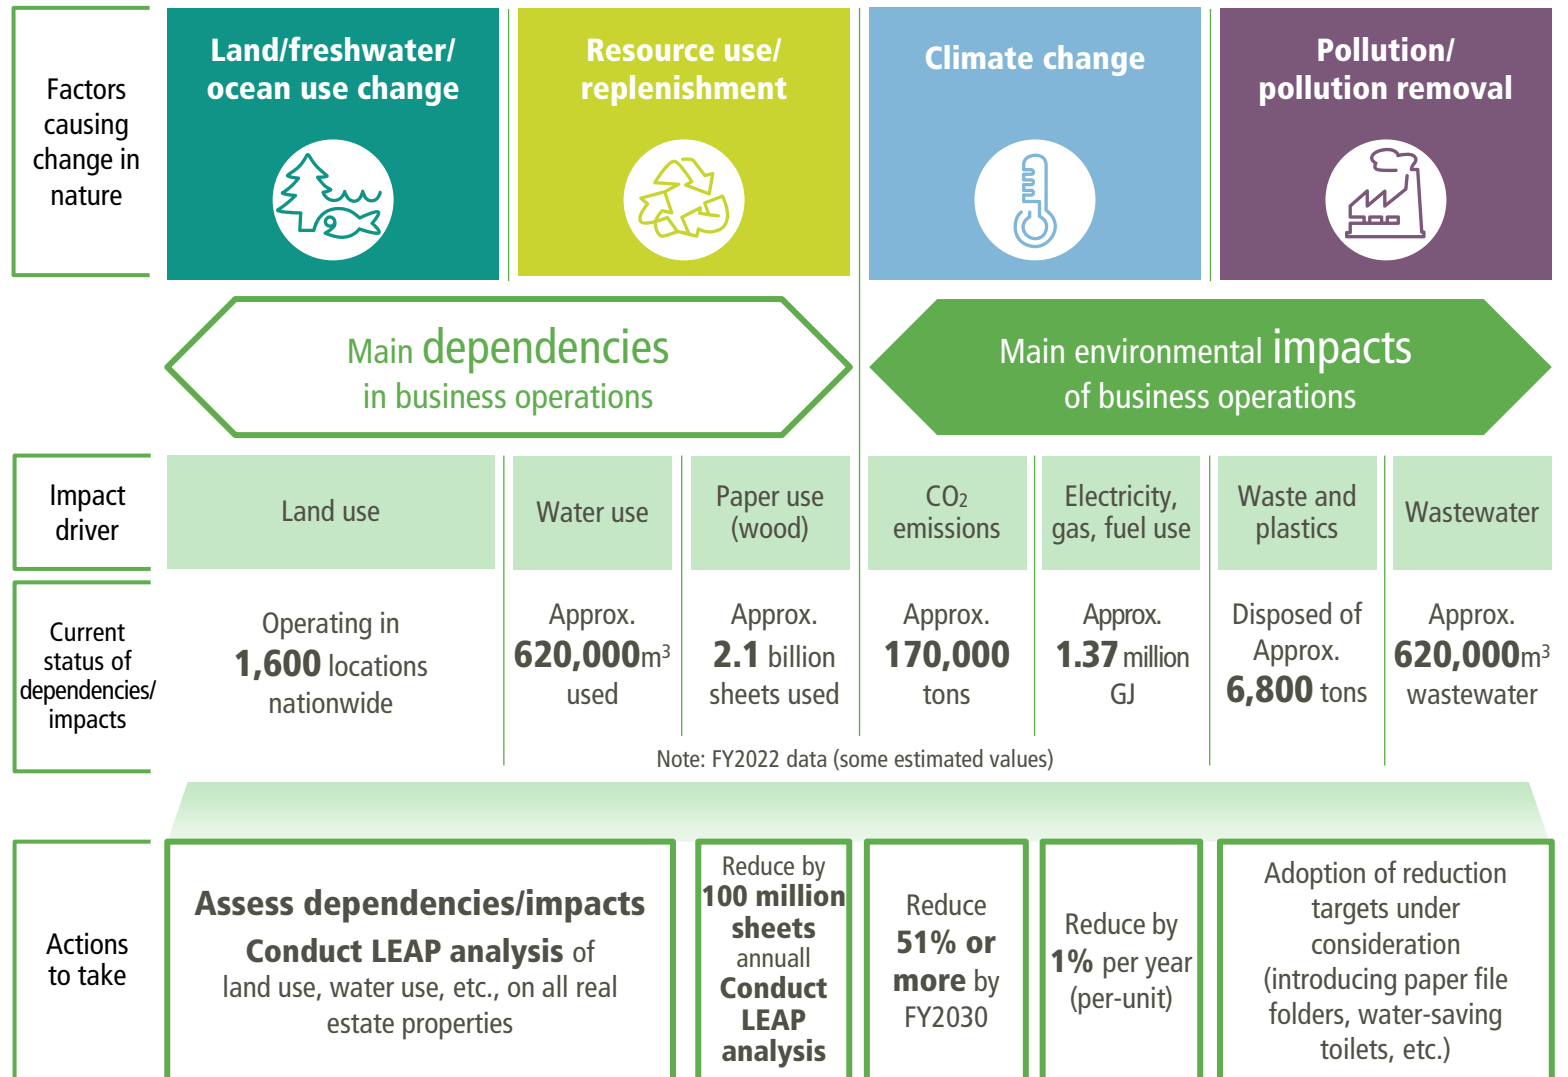 Factors
causing
change in
nature
Land/freshwater/
ocean use change
Resource use/
replenishment
Climate change
Pollution/
pollution removal
Main dependencies
in business operations
Main environmental impacts
of business operations
Impact
driver
Land use
Water use
Paper use
(wood)
CO2
emissions
Electricity,
gas, fuel use
Waste and
plastics
Wastewater
Current
status of
dependencies/
impacts
Operating in
1,600 locations
nationwide
Approx.
620,000m3
used
Approx.
2.1 billion
sheets used
Approx.
170,000
tons
Approx.
1.37 million
GJ
Disposed of
Approx.
6,800 tons
Approx.
620,000m3
wastewater
Note: FY2022 data (some estimated values)
Actions
to take
Assess dependencies/impacts
Conduct LEAP analysis of
land use, water use, etc., on all real
estate properties
Reduce by
100 million
sheets
annuall
Conduct
LEAP
analysis
Reduce
51% or
more by
FY2030
Reduce by
1% per year
(per-unit)
Adoption of reduction
targets under
consideration
(introducing paper file
folders, water-saving
toilets, etc.)